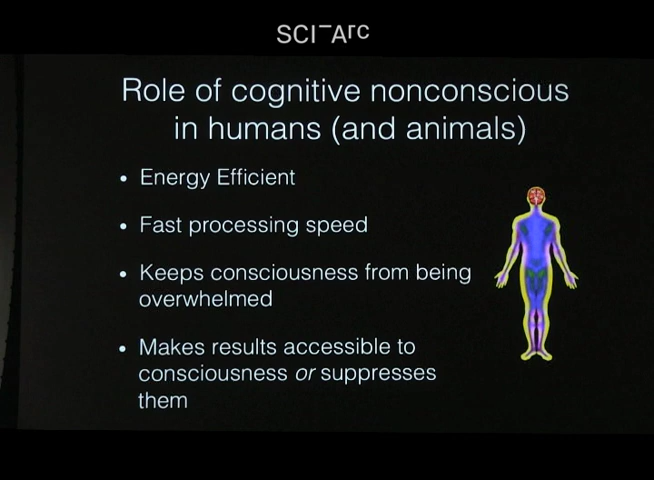 SCI-Arc
Role of cognitive nonconscious
in humans (and animals)
• Energy Efficient
• Fast processing speed
• Keeps consciousness from being
overwhelmed
• Makes results accessible to
consciousness or suppresses
them